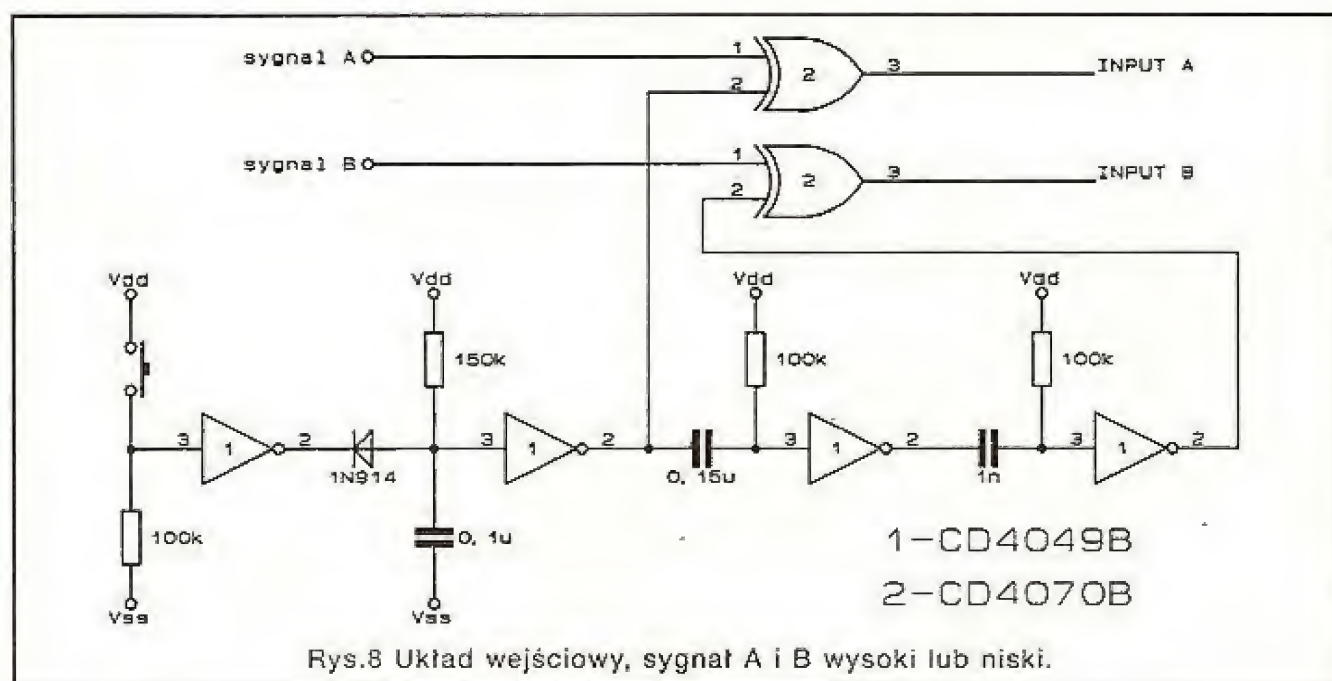 sygnal A
1
2
2
3
INPUT A
sygnal B
1
2
2
3
INPUT B
Vdd
Vdd
Vdd
Vdd
150k
100k
100k
3
1
2
1N914
3
1
2
0,15u
3
1
2
1n
3
1
2
100k
0,1u
Vss
Vss
1-CD4049B
2-CD4070B
Rys.8 Układ wejściowy, sygnał A i B wysoki lub niski.